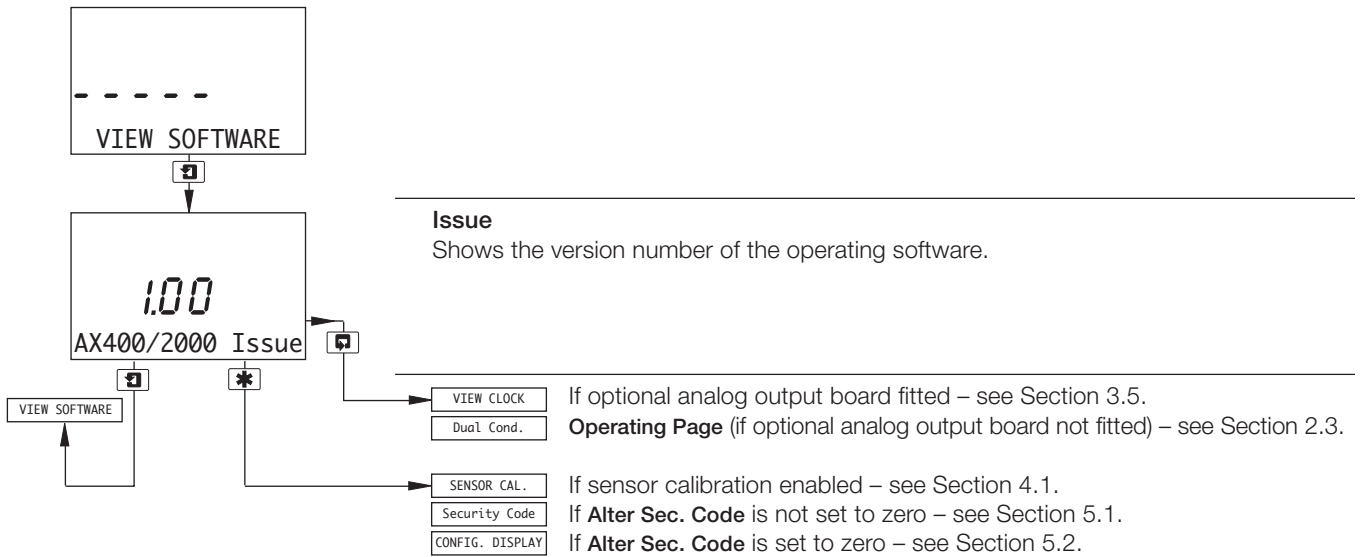 - - - - -
VIEW SOFTWARE
Issue
Shows the version number of the operating software.
1.00
AX400/2000 Issue
VIEW SOFTWARE
VIEW CLOCK If optional analog output board fitted – see Section 3.5.
Dual Cond. Operating Page (if optional analog output board not fitted) – see Section 2.3.
SENSOR CAL. If sensor calibration enabled – see Section 4.1.
Security Code If Alter Sec. Code is not set to zero – see Section 5.1.
CONFIG. DISPLAY If Alter Sec. Code is set to zero – see Section 5.2.